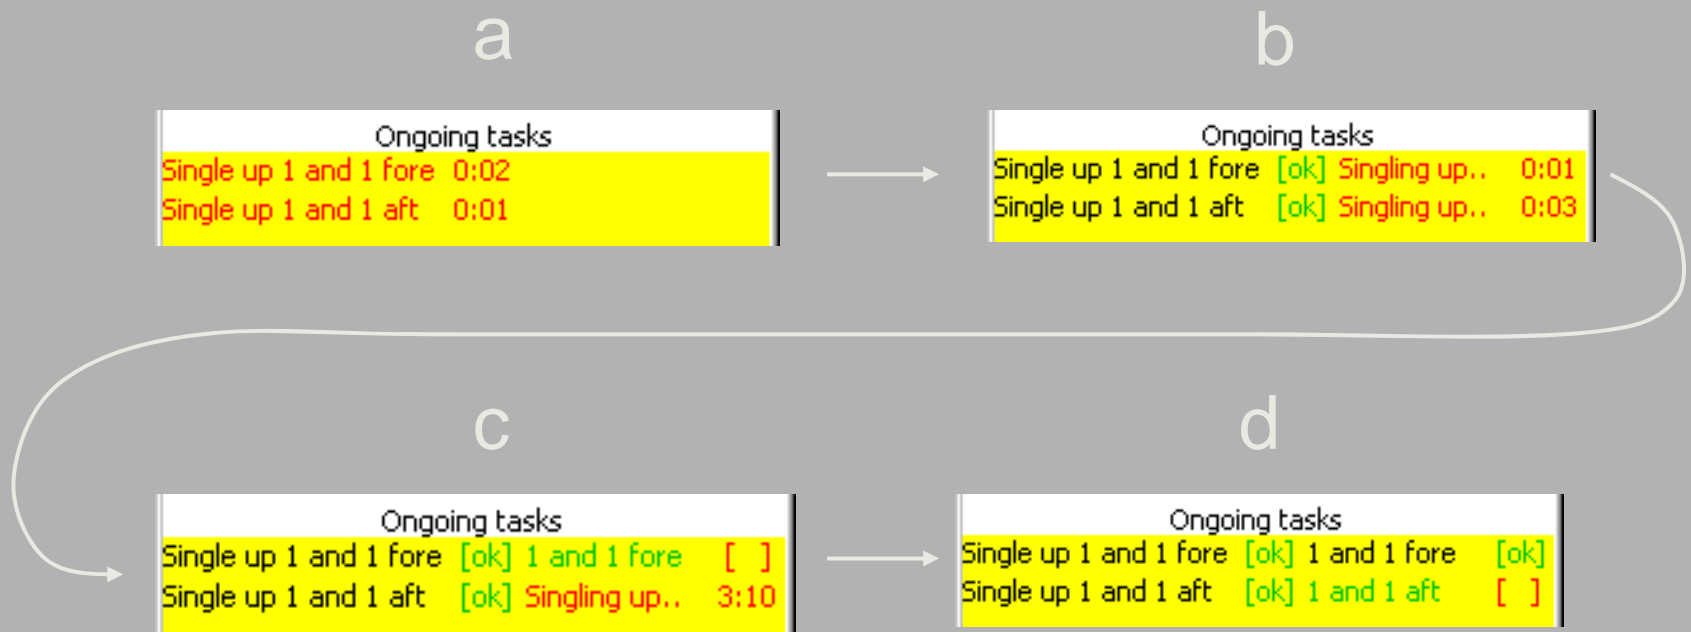 a
Ongoing tasks
Single up 1 and 1 fore 0:02
Single up 1 and 1 aft 0:01
b
Ongoing tasks
Single up 1 and 1 fore [ok] Singling up.. 0:01
Single up 1 and 1 aft [ok] Singling up.. 0:03
c
Ongoing tasks
Single up 1 and 1 fore [ok] 1 and 1 fore [ ]
Single up 1 and 1 aft [ok] Singling up.. 3:10
d
Ongoing tasks
Single up 1 and 1 fore [ok] 1 and 1 fore [ok]
Single up 1 and 1 aft [ok] 1 and 1 aft [ ]